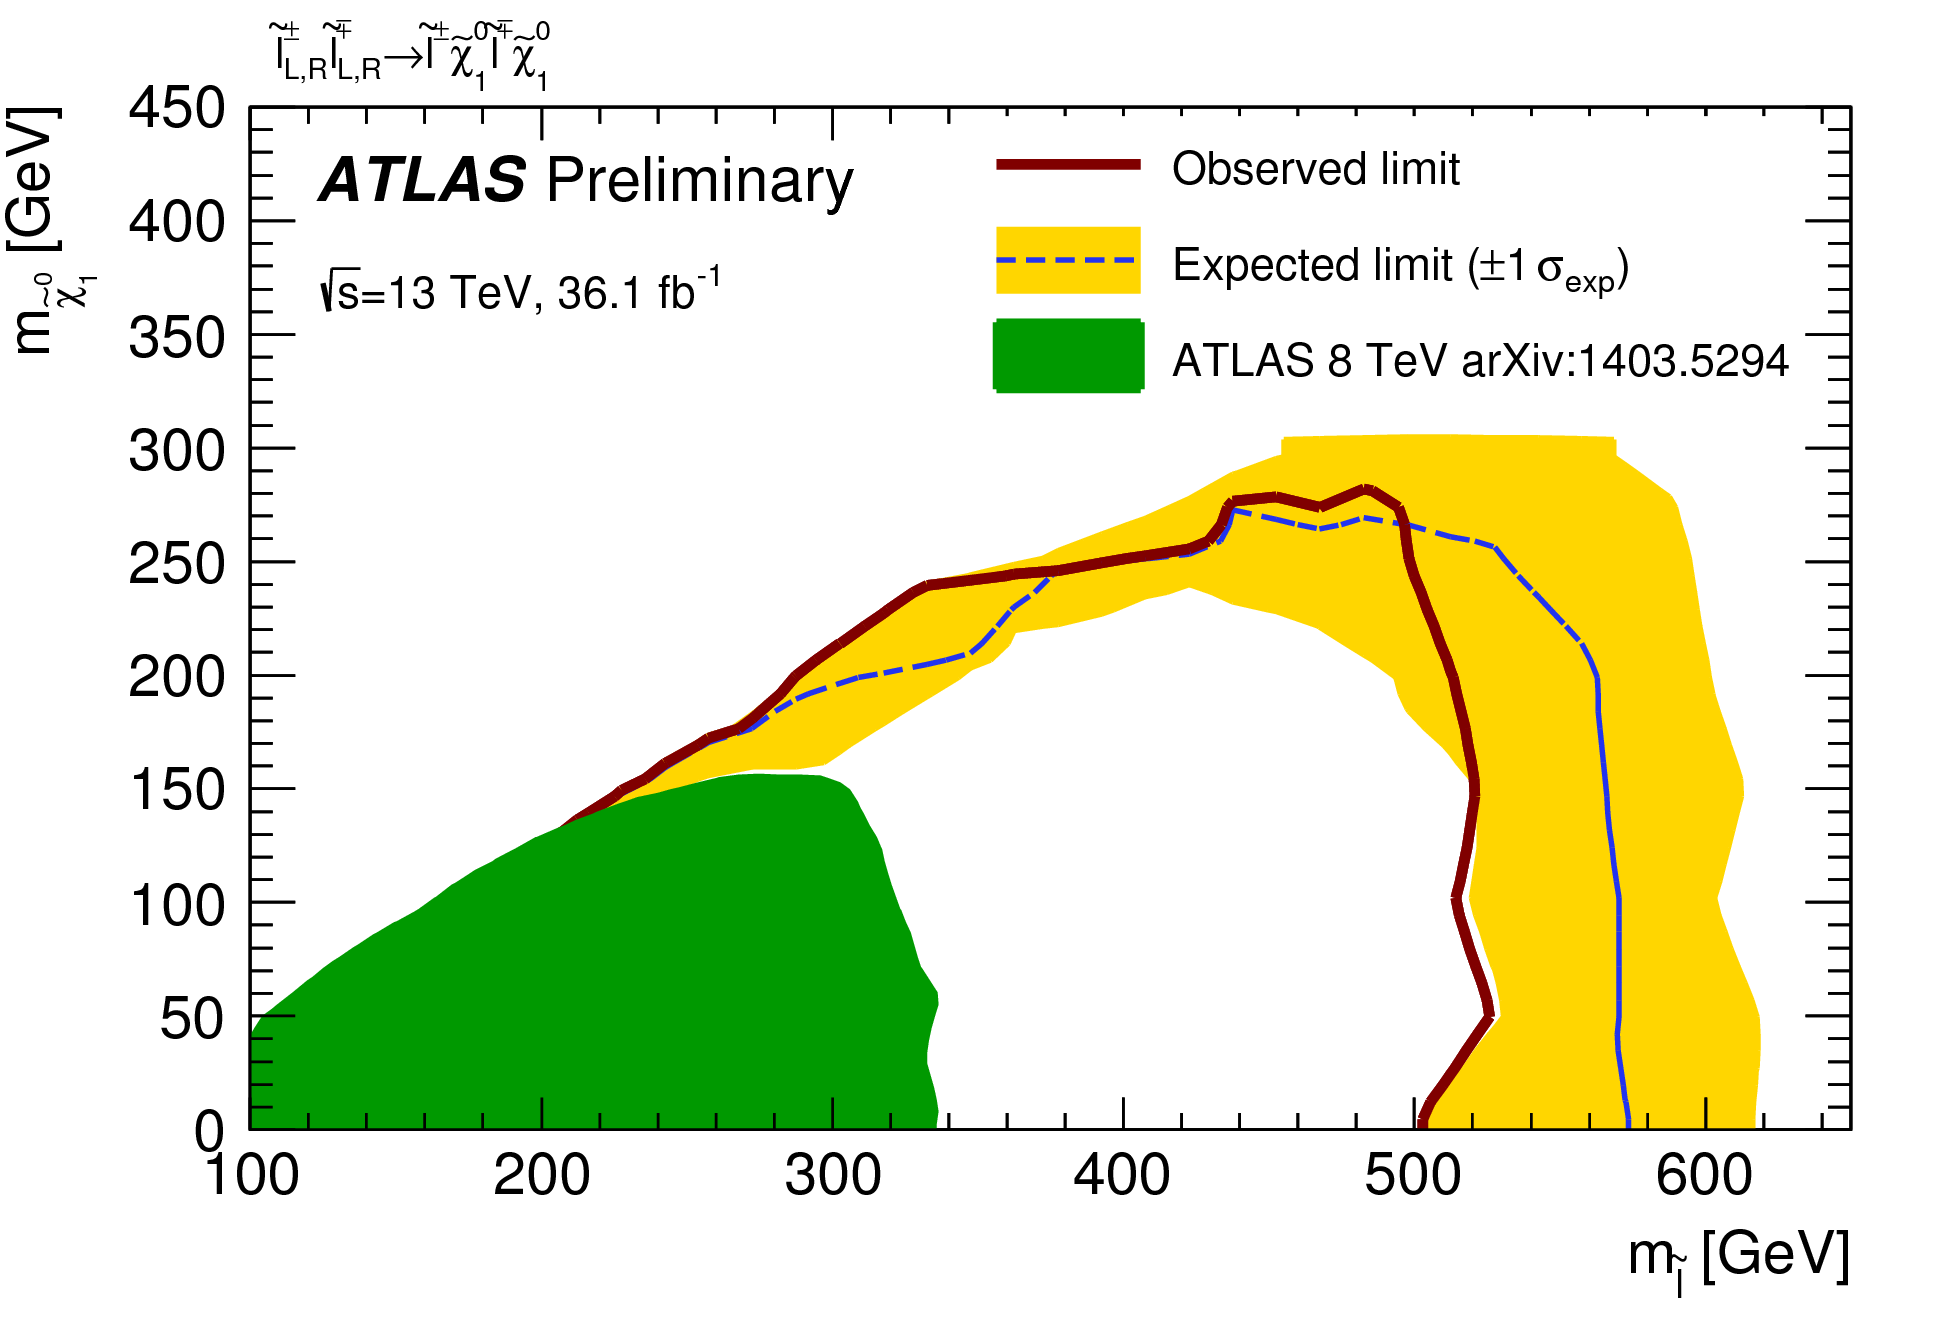 l̃±L,R l̃∓L,R→l̃±χ̃01 l̃∓χ̃01
ATLAS Preliminary
√s=13 TeV, 36.1 fb-1
Observed limit
Expected limit (±1 σexp)
ATLAS 8 TeV arXiv:1403.5294
mχ̃01 [GeV]
450
400
350
300
250
200
150
100
50
0
100 200 300 400 500 600
ml̃ [GeV]